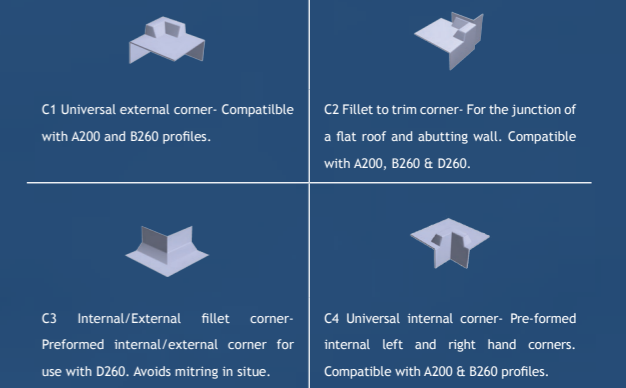 C1 Universal external corner- Compatilble
with A200 and B260 profiles.
C2 Fillet to trim corner- For the junction of
a flat roof and abutting wall. Compatible
with A200, B260 & D260.
C3 Internal/External fillet corner-
Preformed internal/external corner for
use with D260. Avoids mitring in situe.
C4 Universal internal corner- Pre-formed
internal left and right hand corners.
Compatible with A200 & B260 profiles.